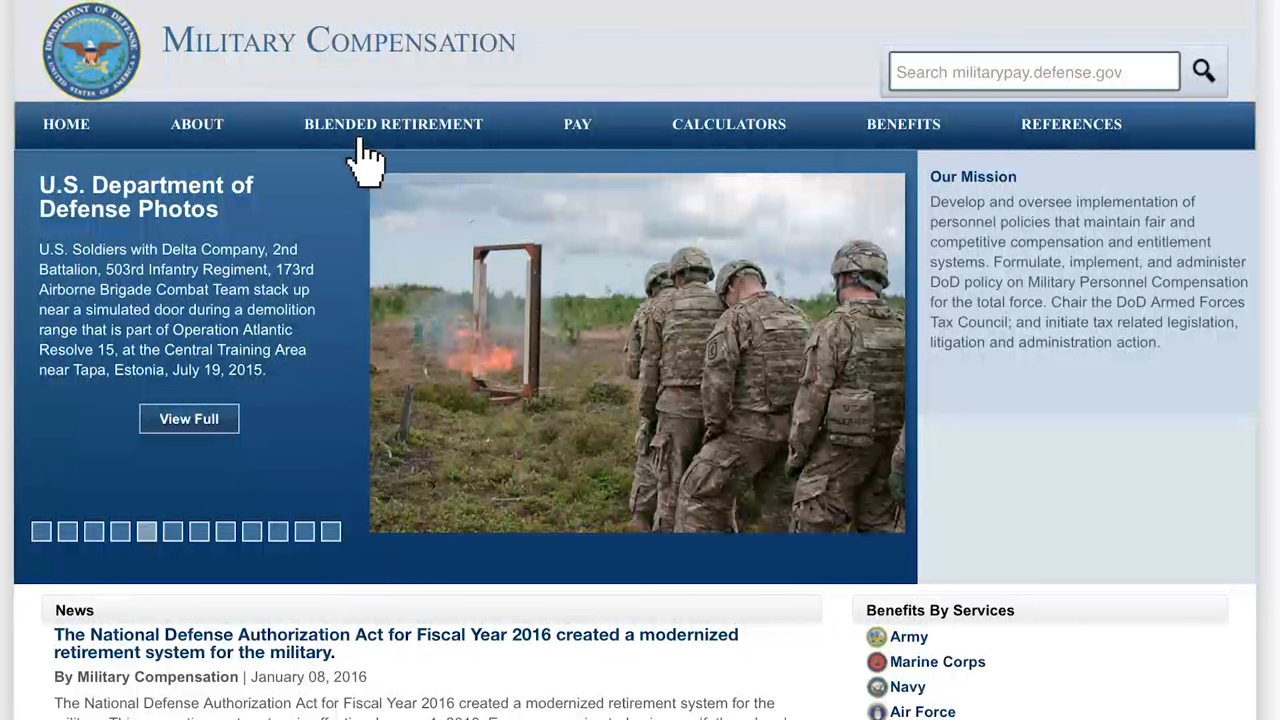 DEPARTMENT OF DEFENSE
UNITED STATES OF AMERICA
MILITARY COMPENSATION
Search militarypay.defense.gov
HOME ABOUT BLENDED RETIREMENT PAY CALCULATORS BENEFITS REFERENCES
U.S. Department of
Defense Photos
U.S. Soldiers with Delta Company, 2nd
Battalion, 503rd Infantry Regiment, 173rd
Airborne Brigade Combat Team stack up
near a simulated door during a demolition
range that is part of Operation Atlantic
Resolve 15, at the Central Training Area
near Tapa, Estonia, July 19, 2015.
View Full
Our Mission
Develop and oversee implementation of
personnel policies that maintain fair and
competitive compensation and entitlement
systems. Formulate, implement, and administer
DoD policy on Military Personnel Compensation
for the total force. Chair the DoD Armed Forces
Tax Council; and initiate tax related legislation,
litigation and administration action.
News
The National Defense Authorization Act for Fiscal Year 2016 created a modernized
retirement system for the military.
By Military Compensation | January 08, 2016
The National Defense Authorization Act for Fiscal Year 2016 created a modernized retirement system for the
Benefits By Services
Army
Marine Corps
Navy
Air Force